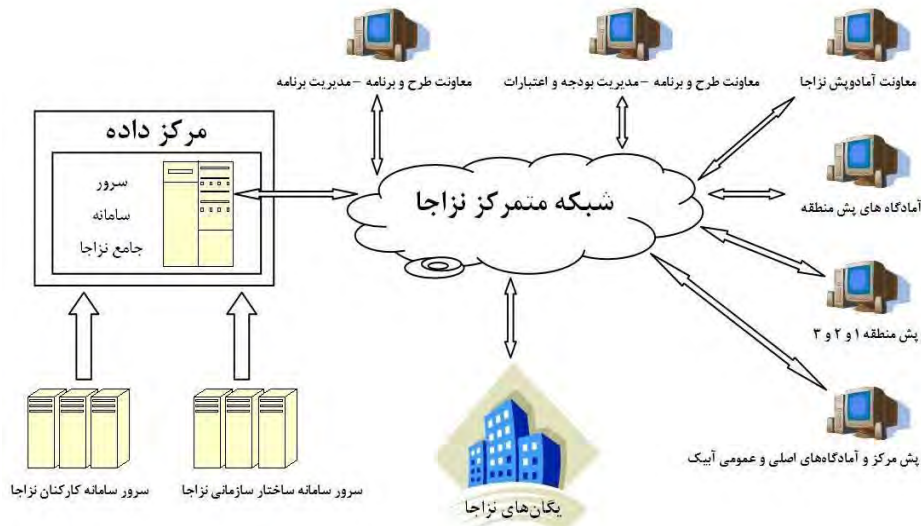 معاونت طرح و برنامه – مدیریت برنامه
معاونت طرح و برنامه – مدیریت بودجه و اعتبارات
معاونت آمادوپش نزاجا
مرکز داده
سرور
سامانه
جامع نزاجا
شبکه متمرکز نزاجا
آمادگاه های پش منطقه
پش منطقه ۱ و ۲ و ۳
پش مرکز و آمادگاه‌های اصلی و عمومی آبیک
سرور سامانه ساختار سازمانی نزاجا
سرور سامانه کارکنان نزاجا
یگان‌های نزاجا